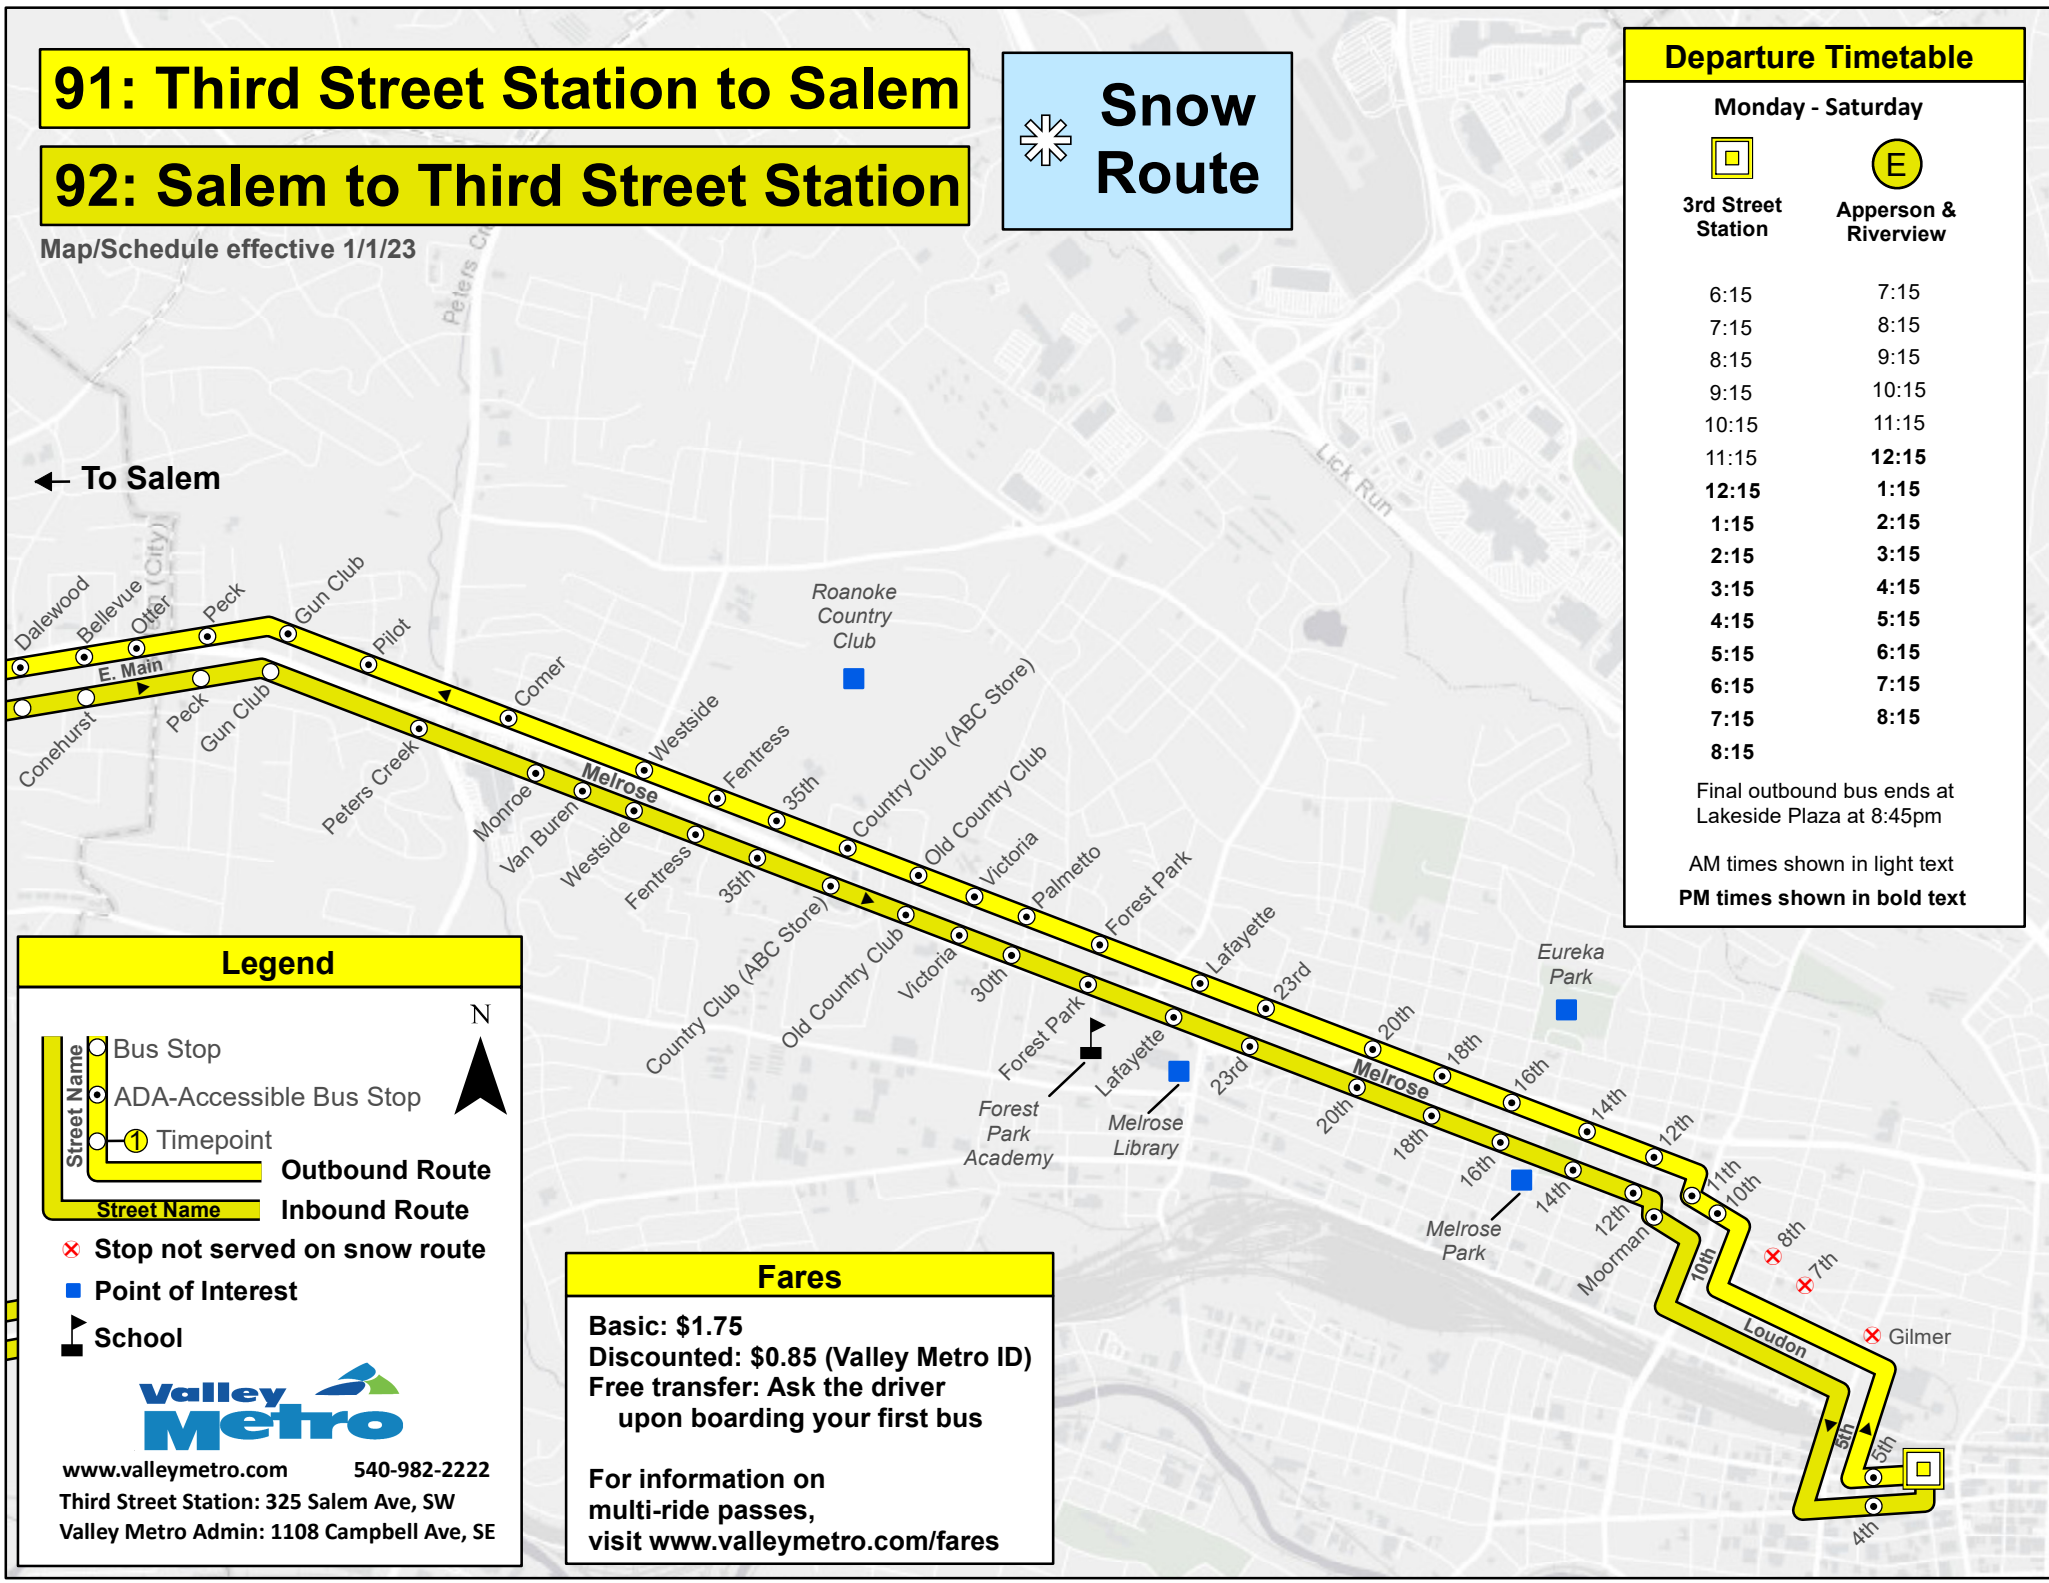 91: Third Street Station to Salem
92: Salem to Third Street Station
Map/Schedule effective 1/1/23
Snow
Route
Departure Timetable
Monday - Saturday
E
3rd Street
Station
Apperson &
Riverview
6:15 7:15
7:15 8:15
8:15 9:15
9:15 10:15
10:15 11:15
11:15 12:15
12:15 1:15
1:15 2:15
2:15 3:15
3:15 4:15
4:15 5:15
5:15 6:15
6:15 7:15
7:15 8:15
8:15
Final outbound bus ends at
Lakeside Plaza at 8:45pm
AM times shown in light text
PM times shown in bold text
To Salem
Peters
Lick Run
(City)
Dalewood
Bellevue
Otter
Peck
Gun Club
Pilot
Comer
Westside
Fentress
35th
Country Club (ABC Store)
Old Country Club
Victoria
Palmetto
Forest Park
Lafayette
23rd
20th
18th
16th
14th
12th
11th
10th
8th
7th
Gilmer
5th
E. Main
Melrose
Melrose
10th
Loudon
5th
Conehurst
Peck
Gun Club
Peters Creek
Monroe
Van Buren
Westside
Fentress
35th
Country Club (ABC Store)
Old Country Club
Victoria
30th
Forest Park
Lafayette
23rd
20th
18th
16th
14th
12th
Moorman
4th
Roanoke
Country
Club
Eureka
Park
Forest
Park
Academy
Melrose
Library
Melrose
Park
Legend
N
Street Name
Bus Stop
ADA-Accessible Bus Stop
1 Timepoint
Outbound Route
Street Name
Inbound Route
Stop not served on snow route
Point of Interest
School
Valley
Metro
www.valleymetro.com 540-982-2222
Third Street Station: 325 Salem Ave, SW
Valley Metro Admin: 1108 Campbell Ave, SE
Fares
Basic: $1.75
Discounted: $0.85 (Valley Metro ID)
Free transfer: Ask the driver
upon boarding your first bus
For information on
multi-ride passes,
visit www.valleymetro.com/fares